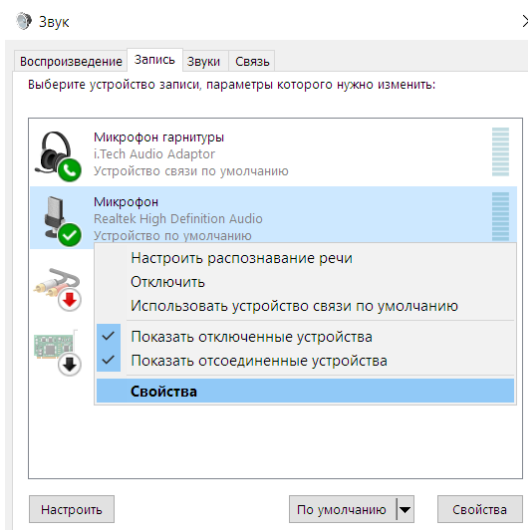 Звук
Воспроизведение Запись Звуки Связь
Выберите устройство записи, параметры которого нужно изменить:
Микрофон гарнитуры
i.Tech Audio Adaptor
Устройство связи по умолчанию
Микрофон
Realtek High Definition Audio
Устройство по умолчанию
Настроить распознавание речи
Отключить
Использовать устройство связи по умолчанию
Показать отключенные устройства
Показать отсоединенные устройства
Свойства
Настроить По умолчанию Свойства